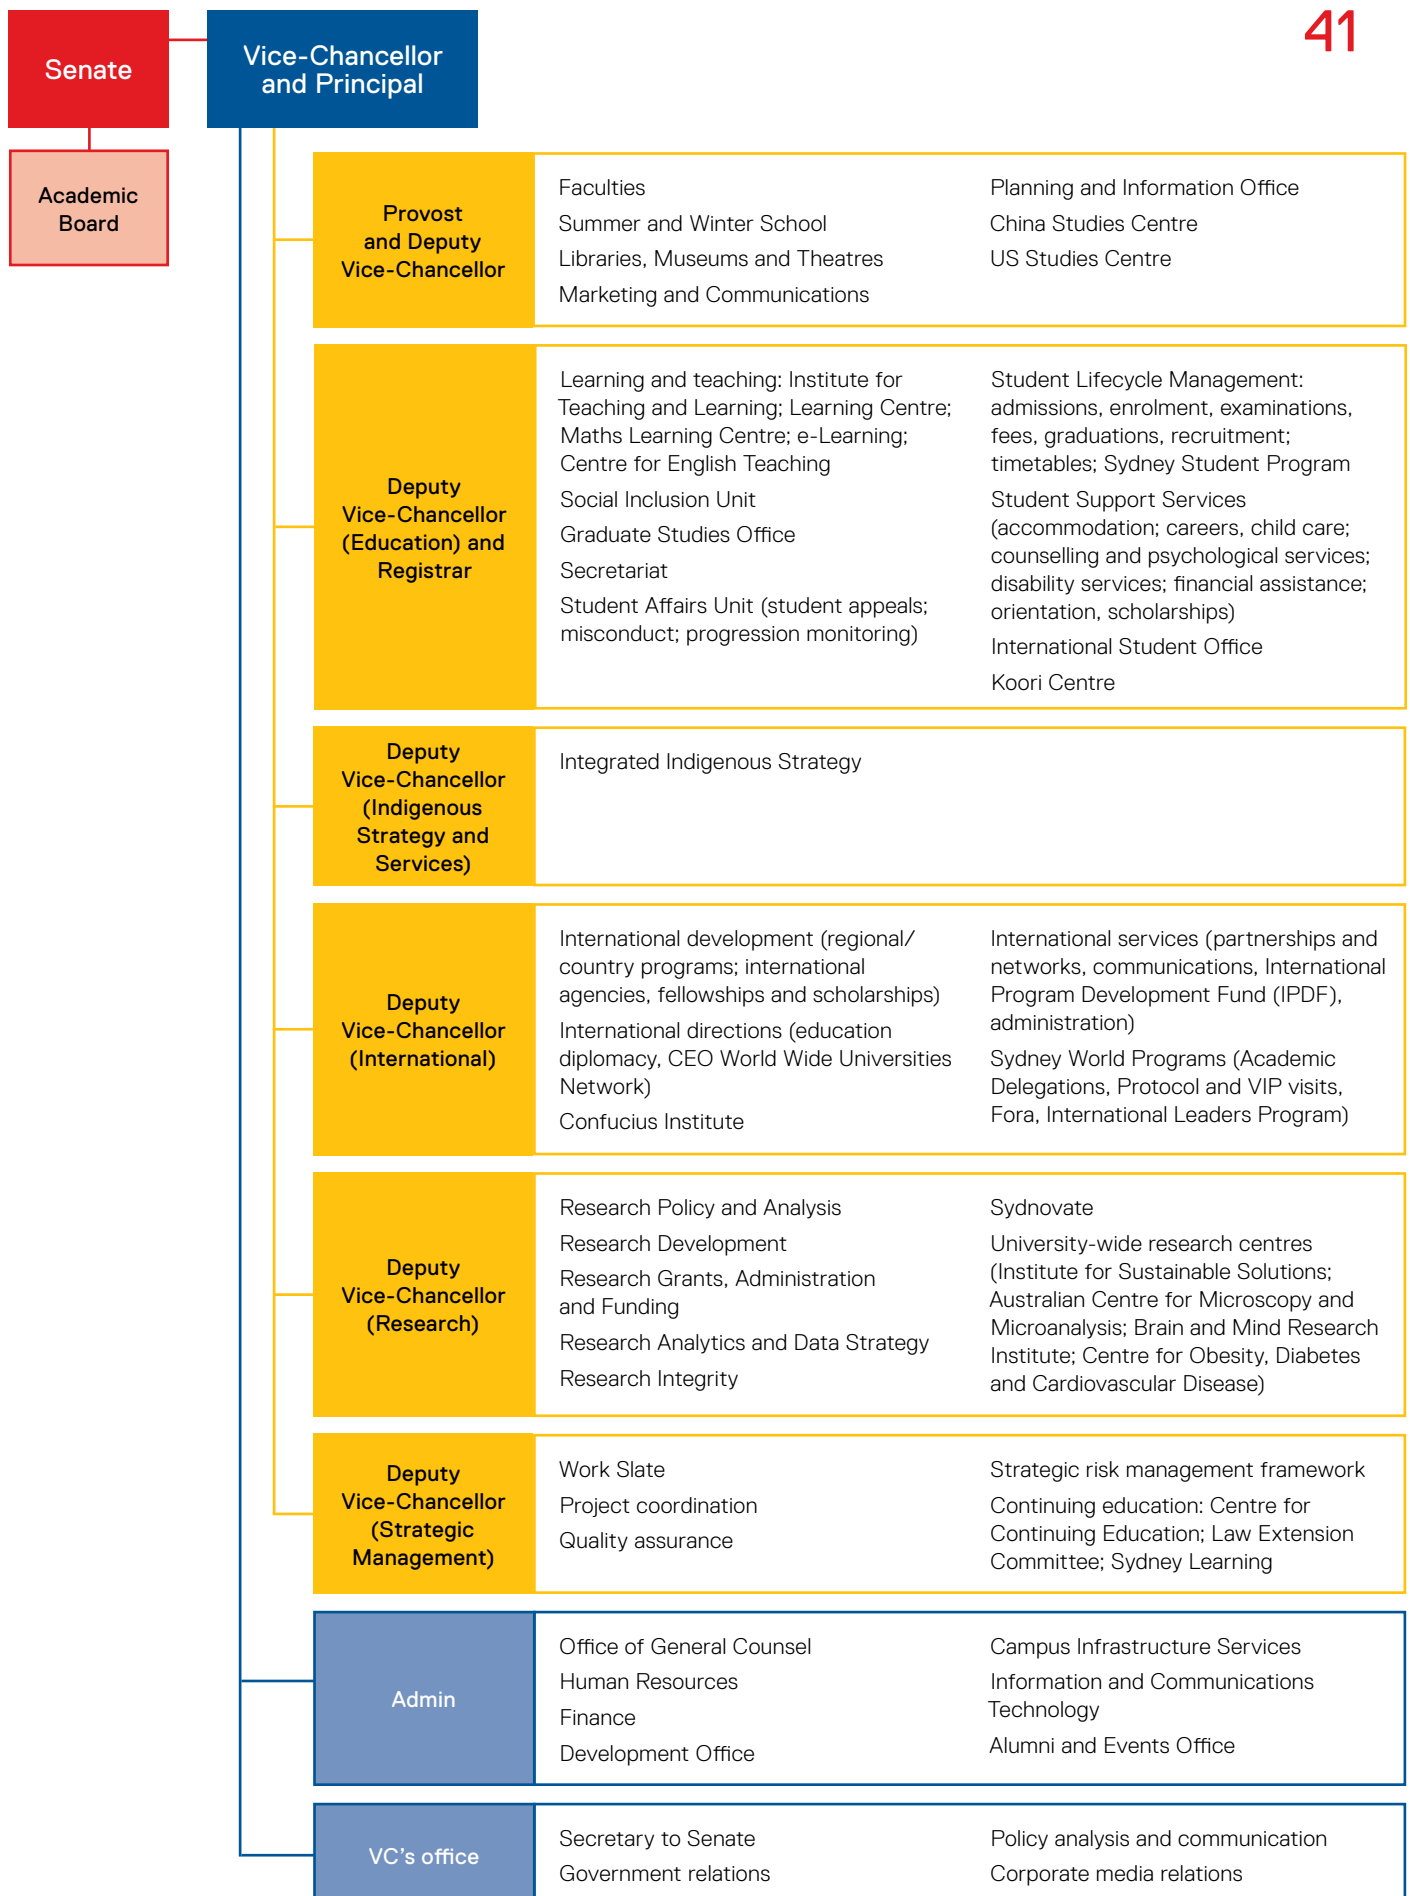 41
Senate
Vice-Chancellor
and Principal
Academic
Board
Provost
and Deputy
Vice-Chancellor
Faculties
Summer and Winter School
Libraries, Museums and Theatres
Marketing and Communications
Planning and Information Office
China Studies Centre
US Studies Centre
Deputy
Vice-Chancellor
(Education) and
Registrar
Learning and teaching: Institute for
Teaching and Learning; Learning Centre;
Maths Learning Centre; e-Learning;
Centre for English Teaching
Social Inclusion Unit
Graduate Studies Office
Secretariat
Student Affairs Unit (student appeals;
misconduct; progression monitoring)
Student Lifecycle Management:
admissions, enrolment, examinations,
fees, graduations, recruitment;
timetables; Sydney Student Program
Student Support Services
(accommodation; careers, child care;
counselling and psychological services;
disability services; financial assistance;
orientation, scholarships)
International Student Office
Koori Centre
Deputy
Vice-Chancellor
(Indigenous
Strategy and
Services)
Integrated Indigenous Strategy
Deputy
Vice-Chancellor
(International)
International development (regional/
country programs; international
agencies, fellowships and scholarships)
International directions (education
diplomacy, CEO World Wide Universities
Network)
Confucius Institute
International services (partnerships and
networks, communications, International
Program Development Fund (IPDF),
administration)
Sydney World Programs (Academic
Delegations, Protocol and VIP visits,
Fora, International Leaders Program)
Deputy
Vice-Chancellor
(Research)
Research Policy and Analysis
Research Development
Research Grants, Administration
and Funding
Research Analytics and Data Strategy
Research Integrity
Sydnovate
University-wide research centres
(Institute for Sustainable Solutions;
Australian Centre for Microscopy and
Microanalysis; Brain and Mind Research
Institute; Centre for Obesity, Diabetes
and Cardiovascular Disease)
Deputy
Vice-Chancellor
(Strategic
Management)
Work Slate
Project coordination
Quality assurance
Strategic risk management framework
Continuing education: Centre for
Continuing Education; Law Extension
Committee; Sydney Learning
Admin
Office of General Counsel
Human Resources
Finance
Development Office
Campus Infrastructure Services
Information and Communications
Technology
Alumni and Events Office
VC's office
Secretary to Senate
Government relations
Policy analysis and communication
Corporate media relations